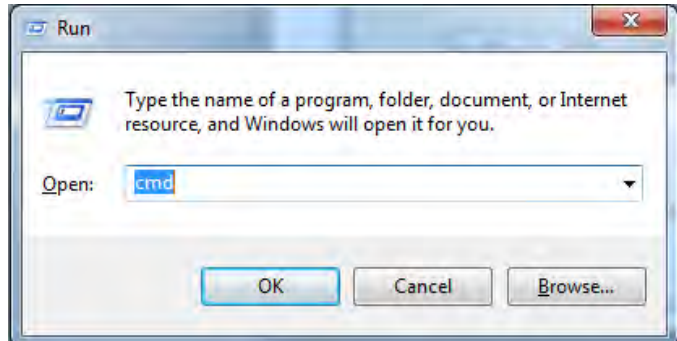 Run
Type the name of a program, folder, document, or Internet
resource, and Windows will open it for you.
Open: cmd
OK Cancel Browse...